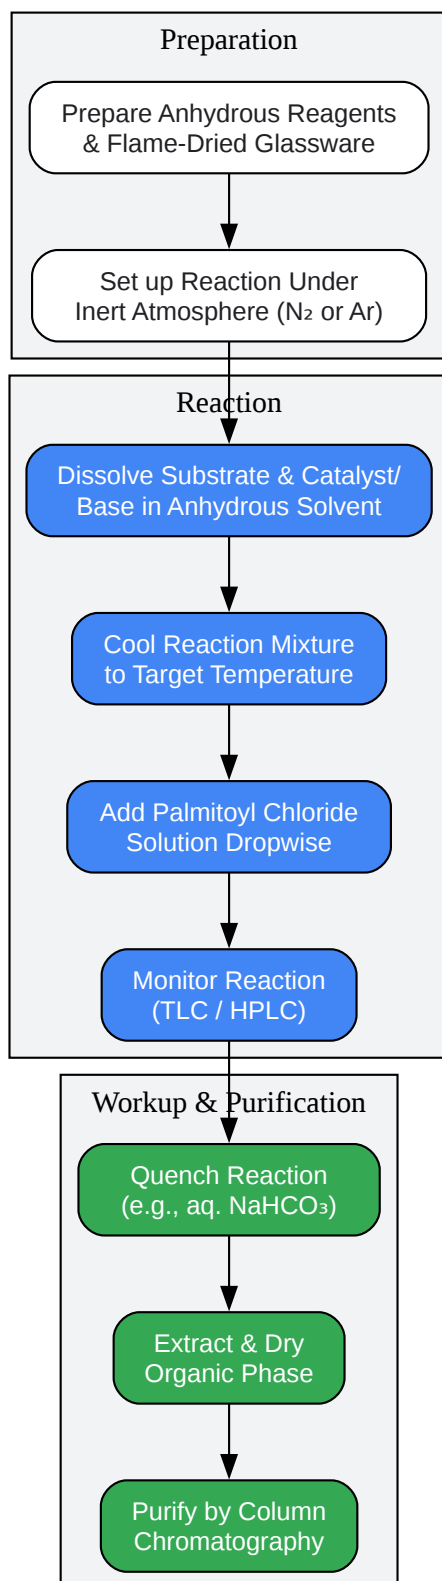 Preparation
Prepare Anhydrous Reagents
& Flame-Dried Glassware
Set up Reaction Under
Inert Atmosphere (N₂ or Ar)
Reaction
Dissolve Substrate & Catalyst/
Base in Anhydrous Solvent
Cool Reaction Mixture
to Target Temperature
Add Palmitoyl Chloride
Solution Dropwise
Monitor Reaction
(TLC / HPLC)
Workup & Purification
Quench Reaction
(e.g., aq. NaHCO₃)
Extract & Dry
Organic Phase
Purify by Column
Chromatography